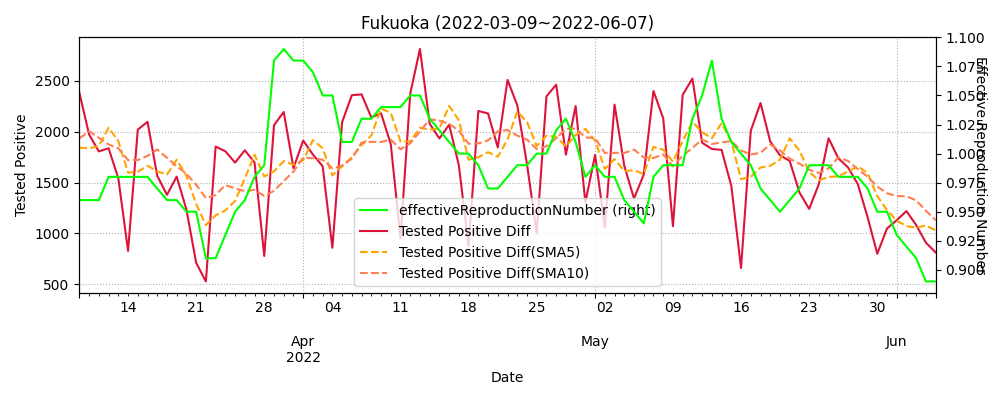 Fukuoka (2022-03-09~2022-06-07)
Tested Positive
2500
2000
1500
1000
500
1.100
1.075
1.050
1.025
1.000
0.975
0.950
0.925
0.900
Effective Reproduction Number
effectiveReproductionNumber (right)
Tested Positive Diff
Tested Positive Diff(SMA5)
Tested Positive Diff(SMA10)
14 21 28 04 11 18 25 02 09 16 23 30
Apr May Jun
2022
Date